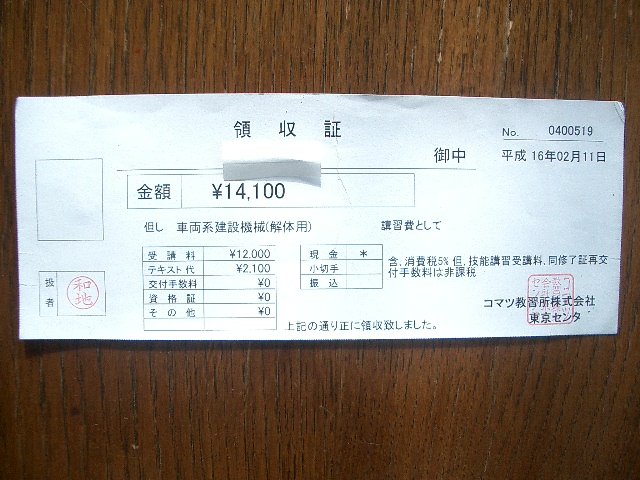 領収証
No. 0400519
御中
平成 16年02月11日
金額 ¥14,100
但し 車両系建設機械(解体用) 講習費として
受講料 ¥12,000
テキスト代 ¥2,100
交付手数料 ¥0
資格証 ¥0
その他 ¥0
現金 *
小切手
振込
含、消費税5% 但、技能講習受講料、同修了証再交
付手数料は非課税
扱者
和地
コマツ教習所株式会社
東京センタ
上記の通り正に領収致しました。